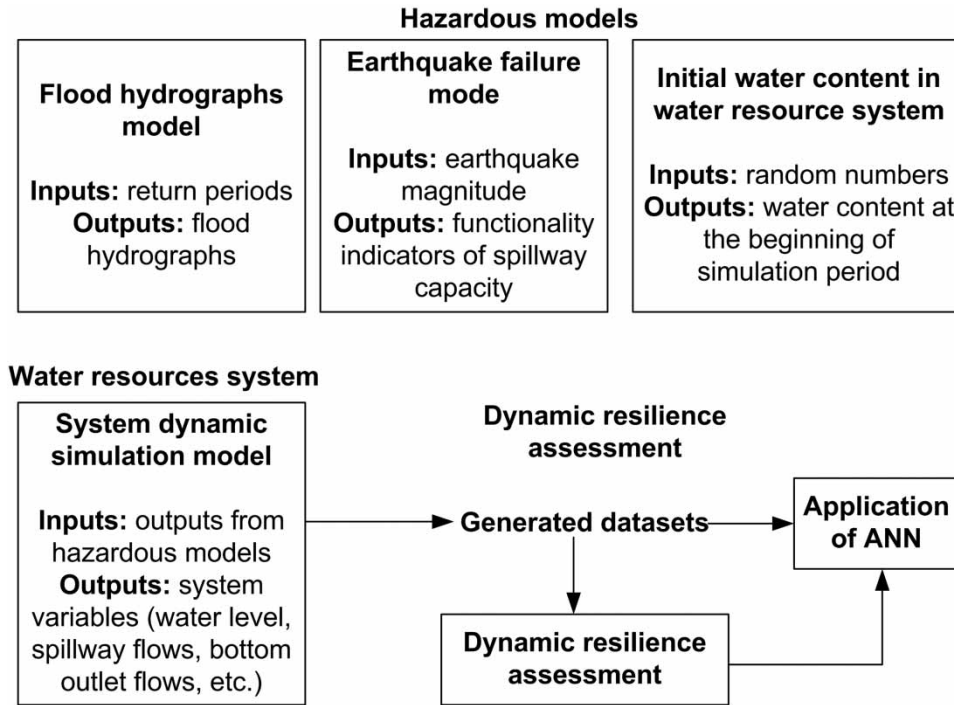 Hazardous models
Flood hydrographs
model
Inputs: return periods
Outputs: flood
hydrographs
Earthquake failure
mode
Inputs: earthquake
magnitude
Outputs: functionality
indicators of spillway
capacity
Initial water content in
water resource system
Inputs: random numbers
Outputs: water content at
the beginning of
simulation period
Water resources system
System dynamic
simulation model
Inputs: outputs from
hazardous models
Outputs: system
variables (water level,
spillway flows, bottom
outlet flows, etc.)
Dynamic resilience
assessment
Generated datasets
Application
of ANN
Dynamic resilience
assessment